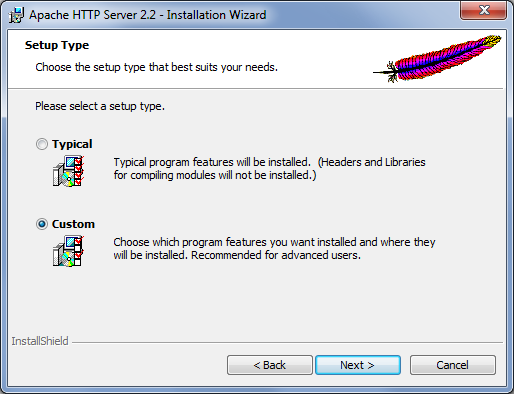 Apache HTTP Server 2.2 - Installation Wizard
Setup Type
Choose the setup type that best suits your needs.
Please select a setup type.
Typical
Typical program features will be installed. (Headers and Libraries
for compiling modules will not be installed.)
Custom
Choose which program features you want installed and where they
will be installed. Recommended for advanced users.
InstallShield
< Back
Next >
Cancel